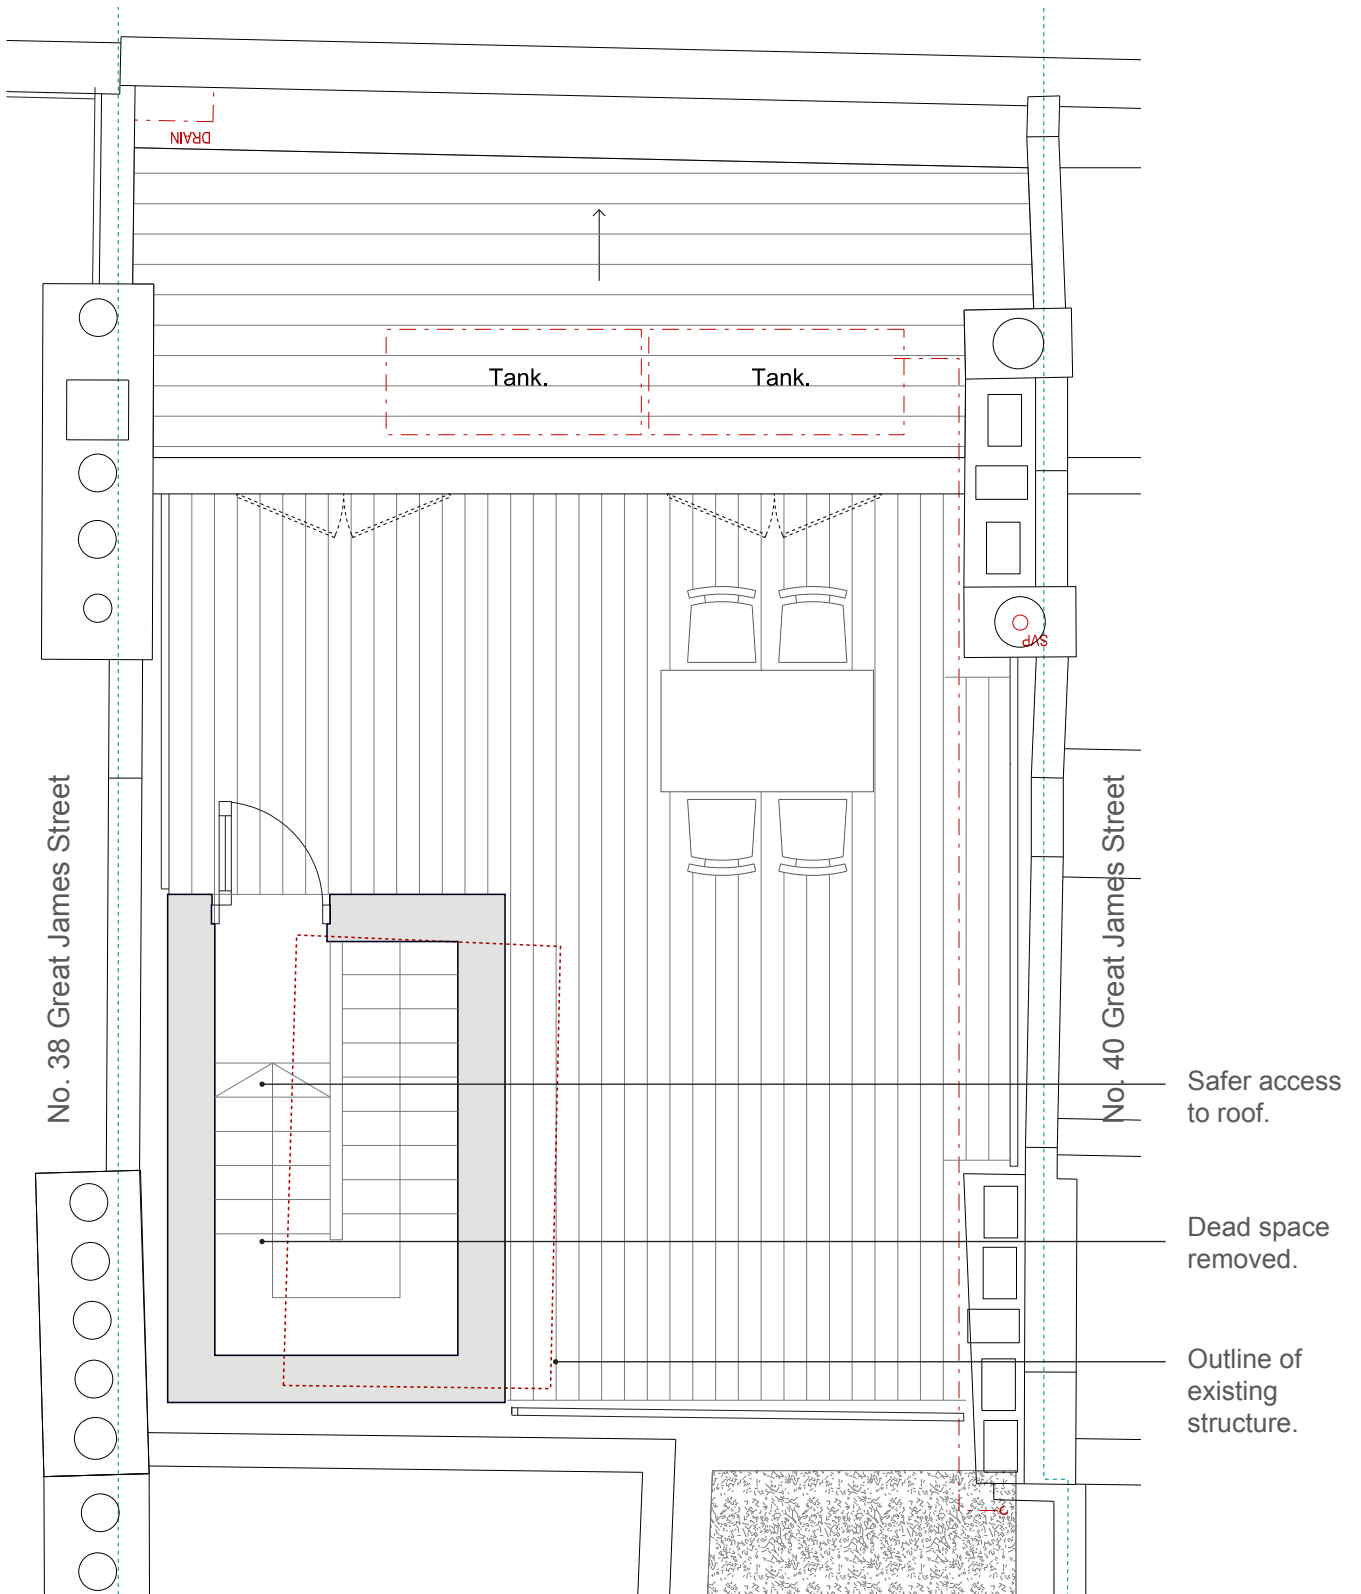 DRAIN
Tank.
Tank.
SVP
No. 38 Great James Street
No. 40 Great James Street
Safer access
to roof.
Dead space
removed.
Outline of
existing
structure.